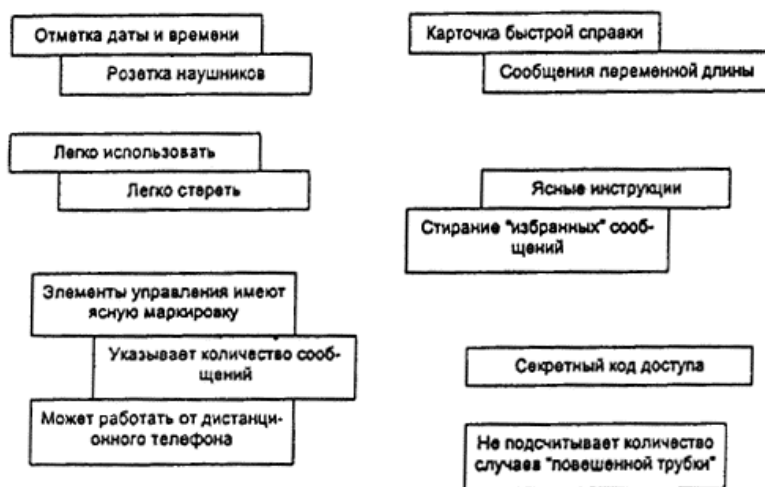 Отметка даты и времени
Розетка наушников
Легко использовать
Легко стереть
Элементы управления имеют
ясную маркировку
Указывает количество сооб-
щений
Может работать от дистанци-
онного телефона
Карточка быстрой справки
Сообщения переменной длины
Ясные инструкции
Стирание "избранных" сооб-
щений
Секретный код доступа
Не подсчитывает количество
случаев "повешенной трубки"